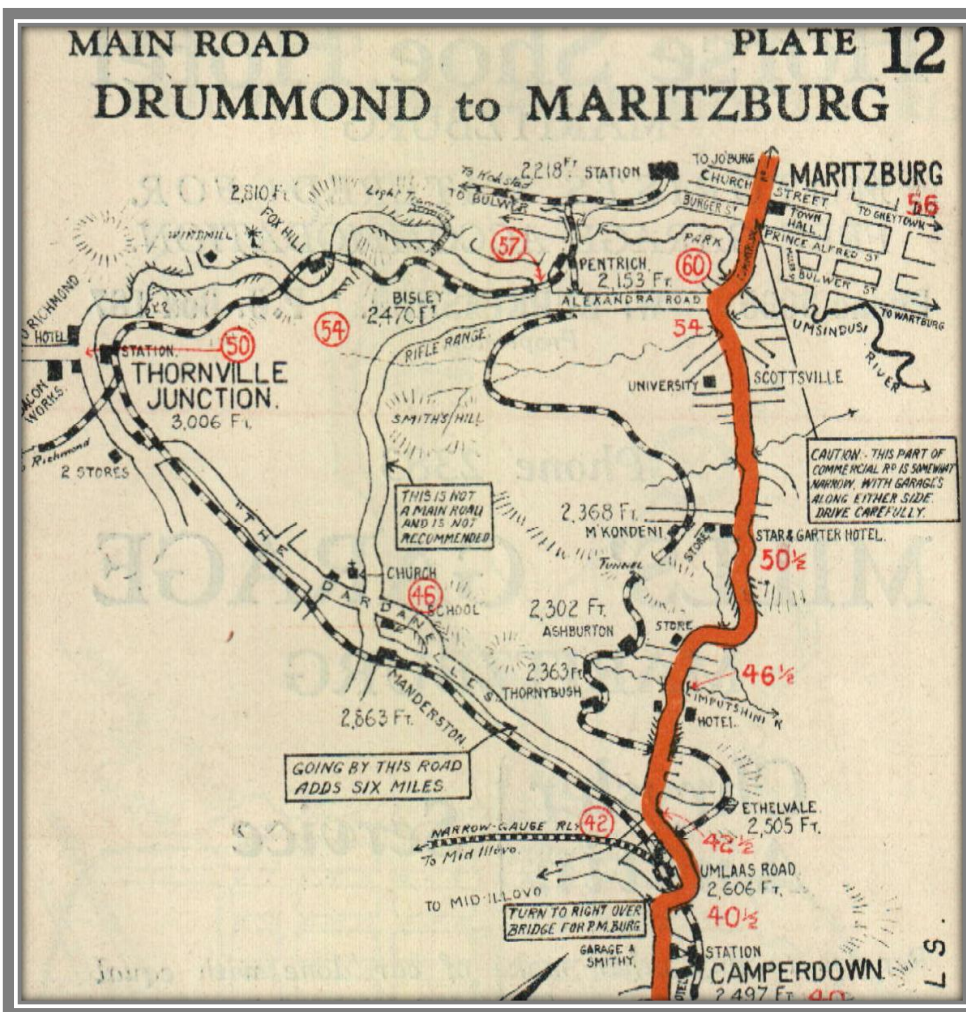 MAIN ROAD
PLATE 12
DRUMMOND to MARITZBURG
TO JO'BURG
MARITZBURG
56
CHURCH STREET
TO GREYTOWN
TOWN
HALL.
BURGER ST
PRINCE ALFRED ST
BULWER ST
TO WARTBURG
PARK
60
UMSINDUSI
RIVER
To Kokstad
TO BULWER
2,218 FT
STATION
57
PENTRICH
2,153 FT.
ALEXANDRA ROAD
54
2,810 FT
FOX HILL
Light Tramway
WINDMILL
BISLEY
2,470 FT
54
RIFLE RANGE.
O RICHMOND
HOTEL
STATION.
50
THORNVILLE
JUNCTION.
3,006 FT.
ACON
WORKS.
o Richmond
2 STORES
SMITH'S HILL
UNIVERSITY
SCOTTSVILLE
CAUTION - THIS PART OF
COMMERCIAL RD IS SOMEWHAT
NARROW, WITH GARAGES
ALONG EITHER SIDE.
DRIVE CAREFULLY.
THIS IS NOT
A MAIN ROAD
AND IS NOT
RECOMMENDED
2,368 FT.
M'KONDENI
STORES
STAR & GARTER HOTEL.
50½
TUNNEL
"THE DARDANELLES"
CHURCH
46
SCHOOL
2,302 FT.
ASHBURTON
STORE
2,363 FT
THORNYBUSH
46½
HOTEL
MANDERSTON
2,863 FT.
GOING BY THIS ROAD
ADDS SIX MILES
ETHELVALE.
2,505 FT.
NARROW-GAUGE RLY
42
To Mid Illovo.
42½
UMLAAS ROAD
2,606 FT.
TO MID-ILLOVO
40½
TURN TO RIGHT OVER
BRIDGE FOR P.M. BURG
GARAGE &
SMITHY.
STATION
CAMPERDOWN
2,497 FT.
40
LS.